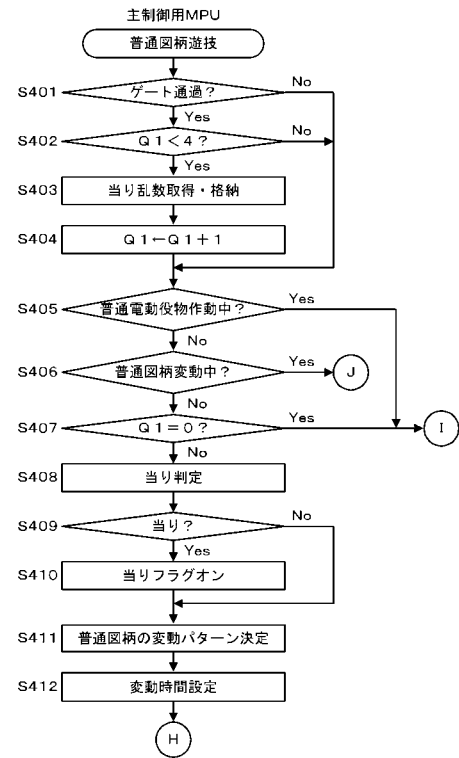 主制御用MPU
普通図柄遊技
S401
ゲート通過?
No
Yes
S402
Q1<4?
No
Yes
S403
当り乱数取得・格納
S404
Q1←Q1+1
S405
普通電動役物作動中?
Yes
No
S406
普通図柄変動中?
Yes
J
No
S407
Q1=0?
Yes
I
No
S408
当り判定
S409
当り?
No
Yes
S410
当りフラグオン
S411
普通図柄の変動パターン決定
S412
変動時間設定
H